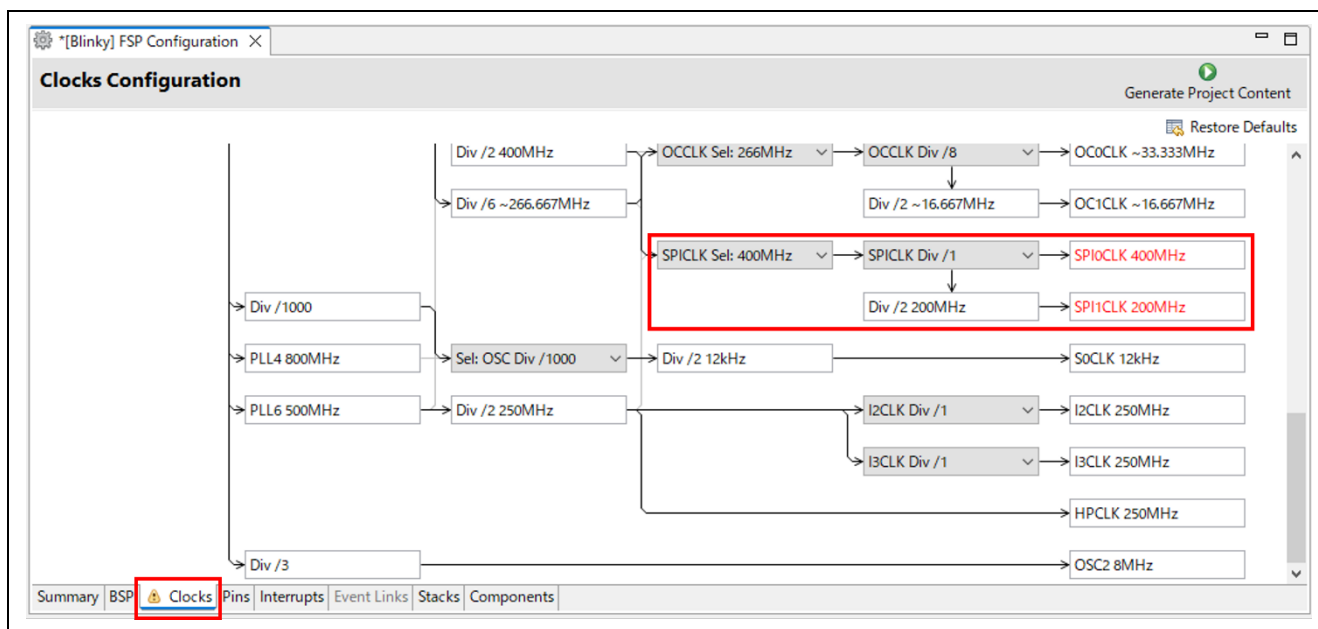 *[Blinky] FSP Configuration
Clocks Configuration
Generate Project Content
Restore Defaults
Div /2 400MHz OCCLK Sel: 266MHz OCCLK Div /8 OC0CLK ~33.333MHz
Div /6 ~266.667MHz Div /2 ~16.667MHz OC1CLK ~16.667MHz
SPICLK Sel: 400MHz SPICLK Div /1 SPI0CLK 400MHz
Div /1000 Div /2 200MHz SPI1CLK 200MHz
PLL4 800MHz Sel: OSC Div /1000 Div /2 12kHz S0CLK 12kHz
PLL6 500MHz Div /2 250MHz I2CLK Div /1 I2CLK 250MHz
I3CLK Div /1 I3CLK 250MHz
HPCLK 250MHz
Div /3 OSC2 8MHz
Summary BSP Clocks Pins Interrupts Event Links Stacks Components